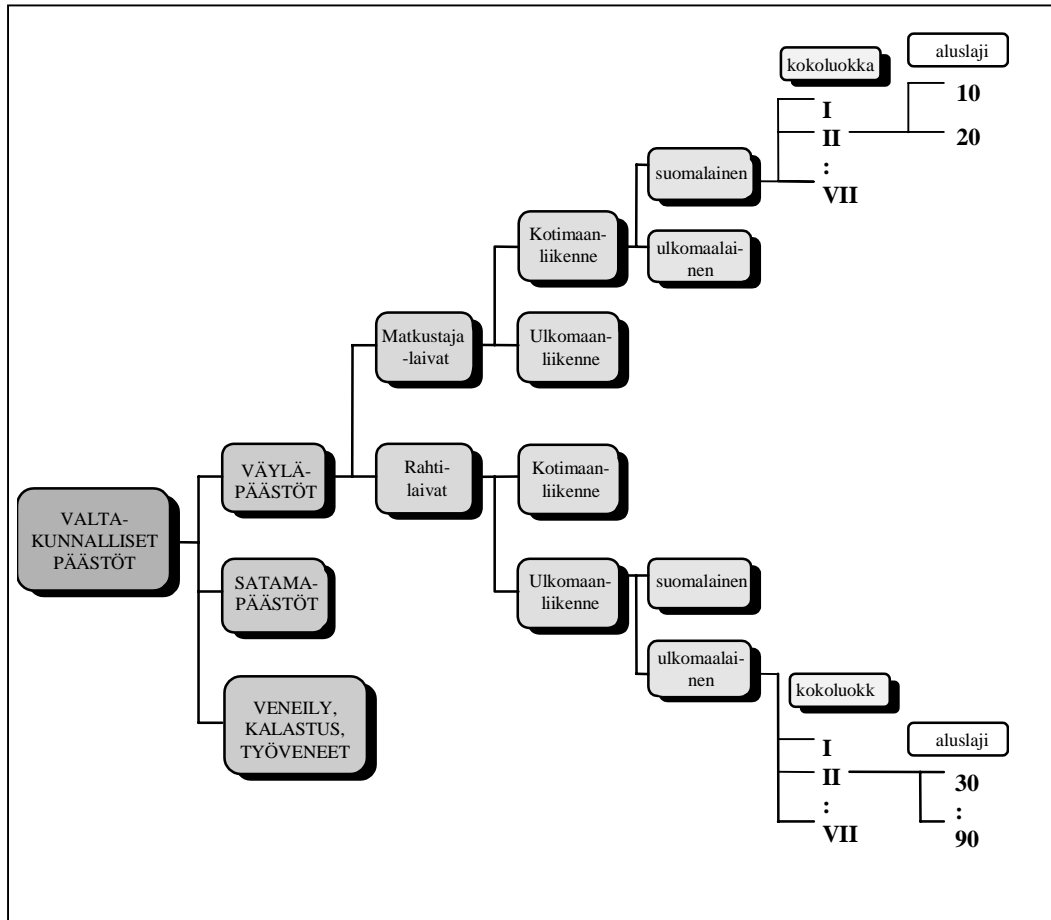 aluslaji
kokoluokka
10
I
II
20
:
VII
suomalainen
Kotimaan-
liikenne
ulkomaalai-
nen
Matkustaja
-laivat
Ulkomaan-
liikenne
VÄYLÄ-
PÄÄSTÖT
Rahti-
laivat
Kotimaan-
liikenne
VALTA-
KUNNALLISET
PÄÄSTÖT
SATAMA-
PÄÄSTÖT
Ulkomaan-
liikenne
suomalainen
ulkomaalai-
nen
kokoluokk
VENEILY,
KALASTUS,
TYÖVENEET
aluslaji
I
II
:
VII
30
:
90